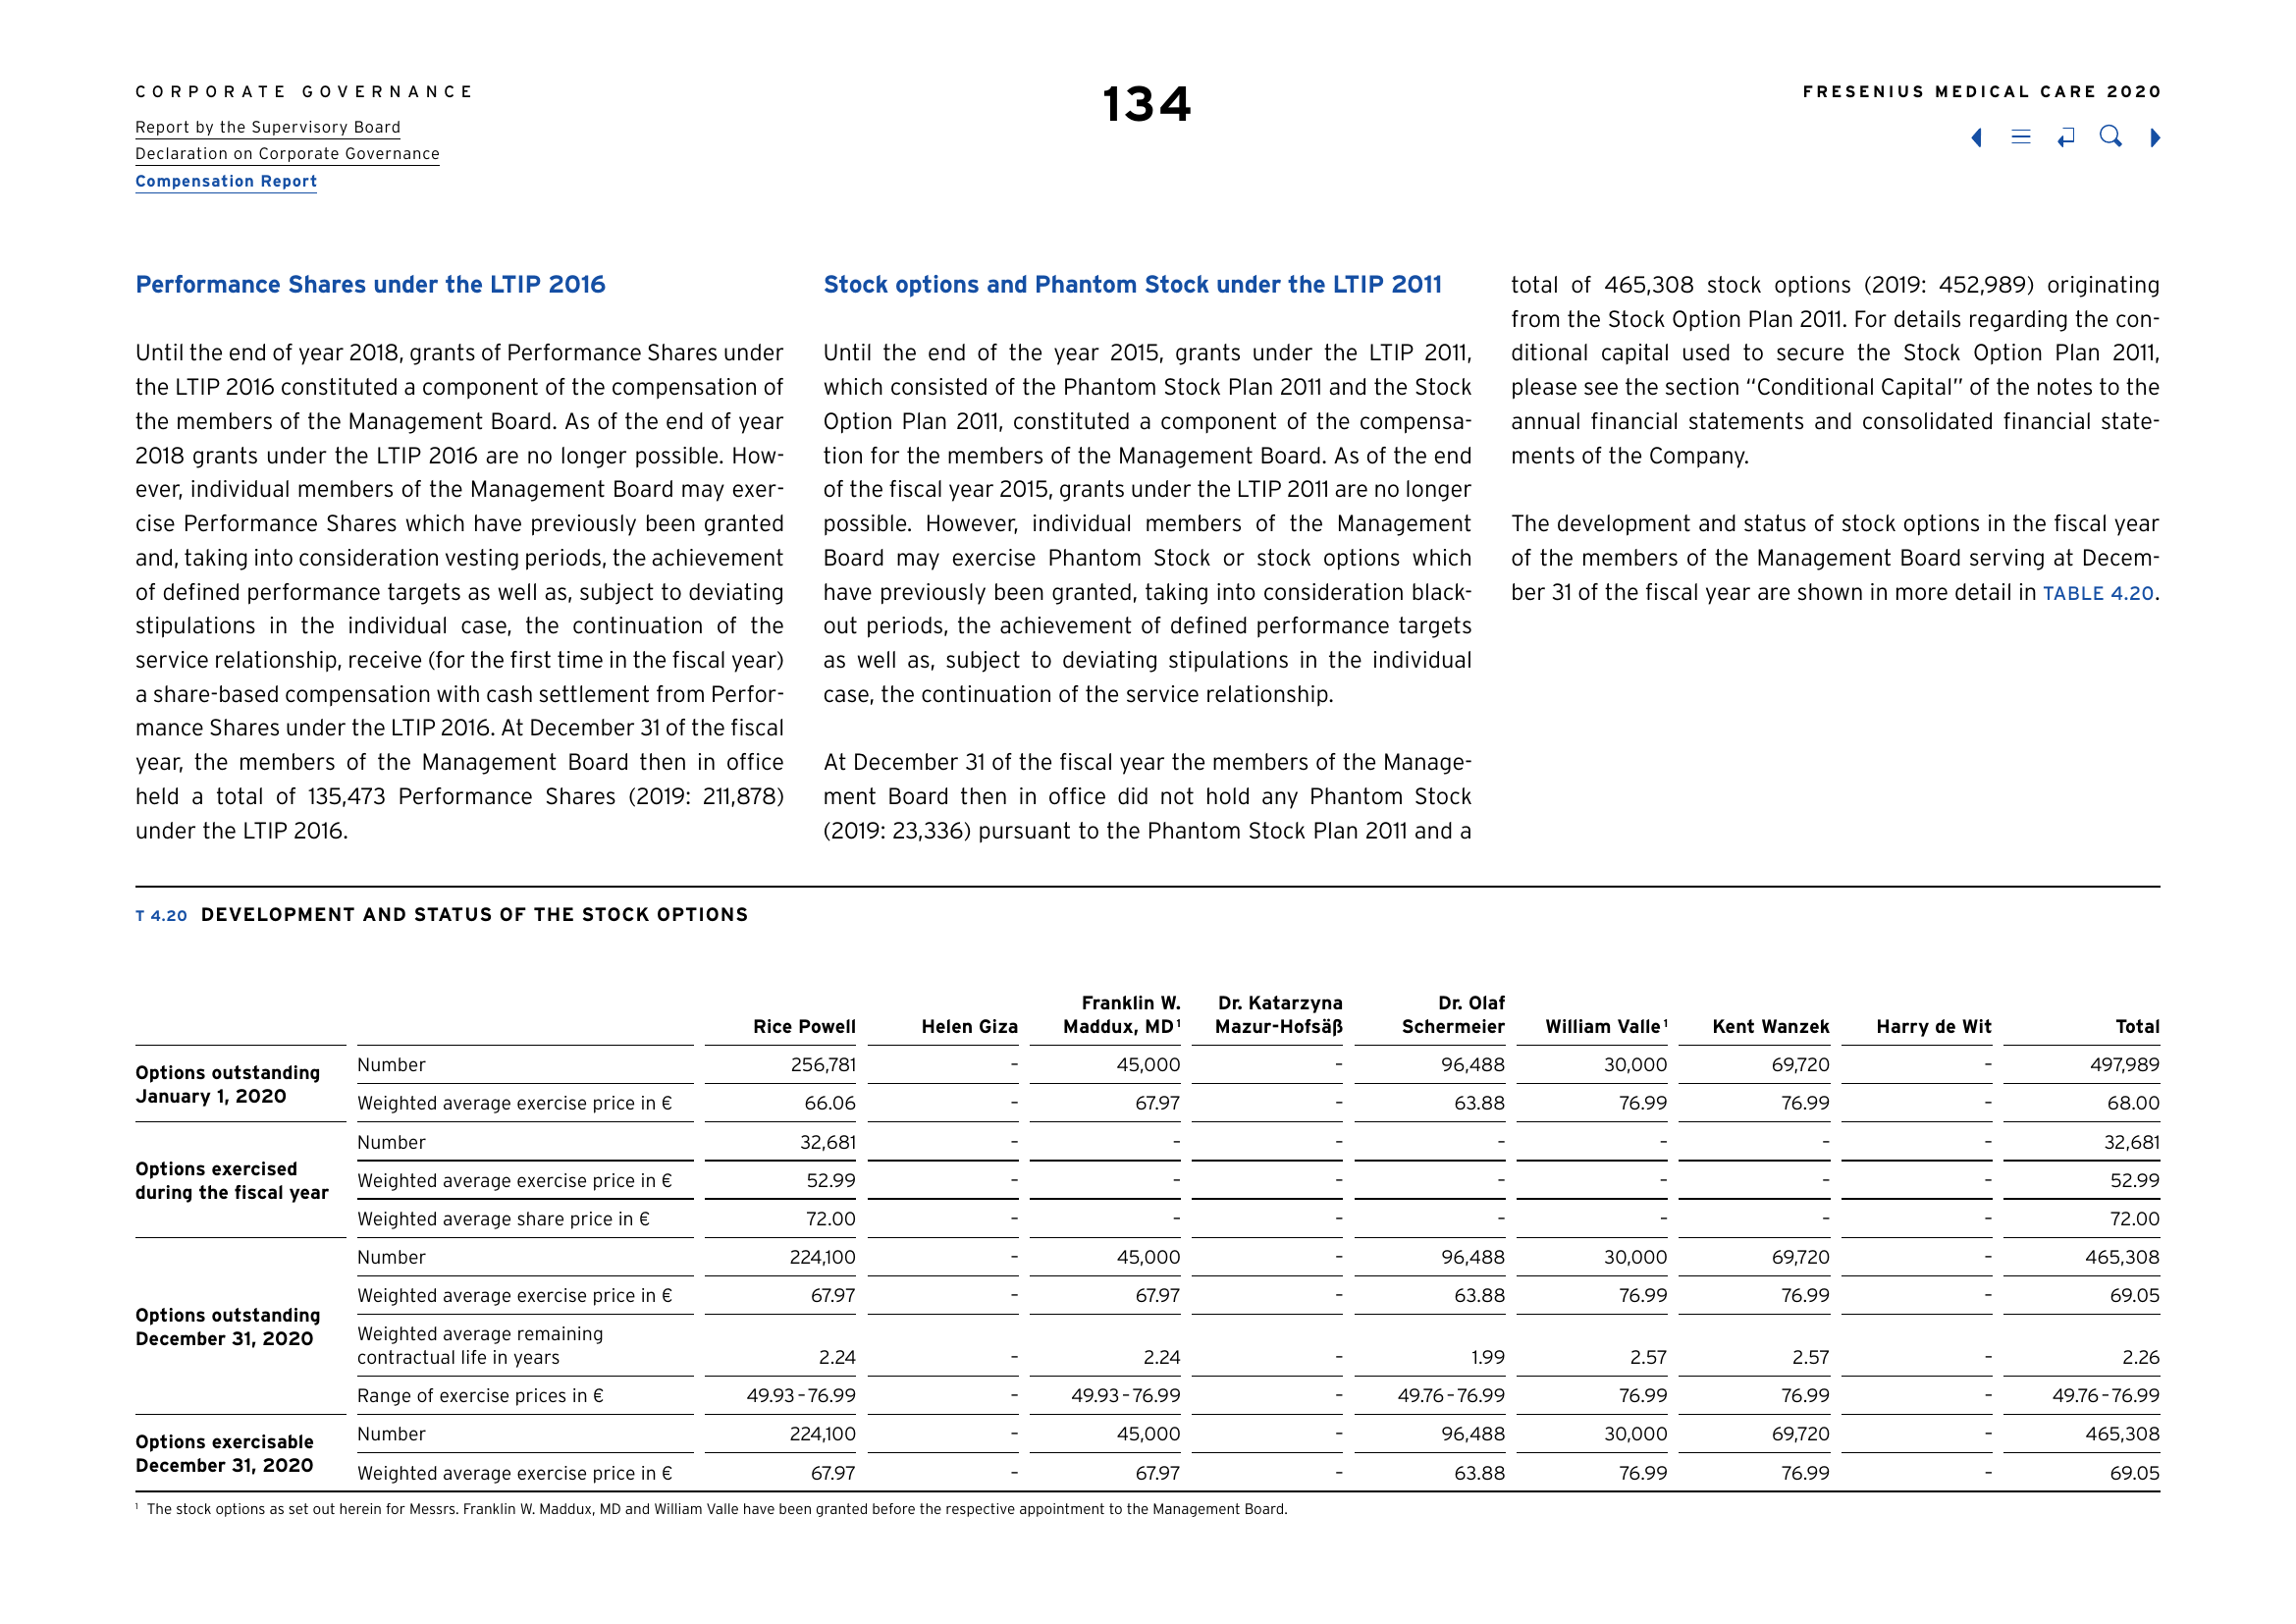 CORPORATE GOVERNANCE
Report by the Supervisory Board
Declaration on Corporate Governance
Compensation Report
134
FRESENIUS MEDICAL CARE 2020
Performance Shares under the LTIP 2016
Until the end of year 2018, grants of Performance Shares under
the LTIP 2016 constituted a component of the compensation of
the members of the Management Board. As of the end of year
2018 grants under the LTIP 2016 are no longer possible. How-
ever, individual members of the Management Board may exer-
cise Performance Shares which have previously been granted
and, taking into consideration vesting periods, the achievement
of defined performance targets as well as, subject to deviating
stipulations in the individual case, the continuation of the
service relationship, receive (for the first time in the fiscal year)
a share-based compensation with cash settlement from Perfor-
mance Shares under the LTIP 2016. At December 31 of the fiscal
year, the members of the Management Board then in office
held a total of 135,473 Performance Shares (2019: 211,878)
under the LTIP 2016.
Stock options and Phantom Stock under the LTIP 2011
Until the end of the year 2015, grants under the LTIP 2011,
which consisted of the Phantom Stock Plan 2011 and the Stock
Option Plan 2011, constituted a component of the compensa-
tion for the members of the Management Board. As of the end
of the fiscal year 2015, grants under the LTIP 2011 are no longer
possible. However, individual members of the Management
Board may exercise Phantom Stock or stock options which
have previously been granted, taking into consideration black-
out periods, the achievement of defined performance targets
as well as, subject to deviating stipulations in the individual
case, the continuation of the service relationship.
At December 31 of the fiscal year the members of the Manage-
ment Board then in office did not hold any Phantom Stock
(2019: 23,336) pursuant to the Phantom Stock Plan 2011 and a
total of 465,308 stock options (2019: 452,989) originating
from the Stock Option Plan 2011. For details regarding the con-
ditional capital used to secure the Stock Option Plan 2011,
please see the section “Conditional Capital” of the notes to the
annual financial statements and consolidated financial state-
ments of the Company.
The development and status of stock options in the fiscal year
of the members of the Management Board serving at Decem-
ber 31 of the fiscal year are shown in more detail in TABLE 4.20.
T 4.20 DEVELOPMENT AND STATUS OF THE STOCK OPTIONS
Franklin W. Dr. Katarzyna Dr. Olaf
Rice Powell Helen Giza Maddux, MD¹ Mazur-Hofsäß Schermeier William Valle¹ Kent Wanzek Harry de Wit Total
Options outstanding
January 1, 2020
Number 256,781 – 45,000 – 96,488 30,000 69,720 – 497,989
Weighted average exercise price in € 66.06 – 67.97 – 63.88 76.99 76.99 – 68.00
Options exercised
during the fiscal year
Number 32,681 – – – – – – – 32,681
Weighted average exercise price in € 52.99 – – – – – – – 52.99
Weighted average share price in € 72.00 – – – – – – – 72.00
Options outstanding
December 31, 2020
Number 224,100 – 45,000 – 96,488 30,000 69,720 – 465,308
Weighted average exercise price in € 67.97 – 67.97 – 63.88 76.99 76.99 – 69.05
Weighted average remaining
contractual life in years 2.24 – 2.24 – 1.99 2.57 2.57 – 2.26
Range of exercise prices in € 49.93 – 76.99 – 49.93 – 76.99 – 49.76 – 76.99 76.99 76.99 – 49.76 – 76.99
Options exercisable
December 31, 2020
Number 224,100 – 45,000 – 96,488 30,000 69,720 – 465,308
Weighted average exercise price in € 67.97 – 67.97 – 63.88 76.99 76.99 – 69.05
¹ The stock options as set out herein for Messrs. Franklin W. Maddux, MD and William Valle have been granted before the respective appointment to the Management Board.